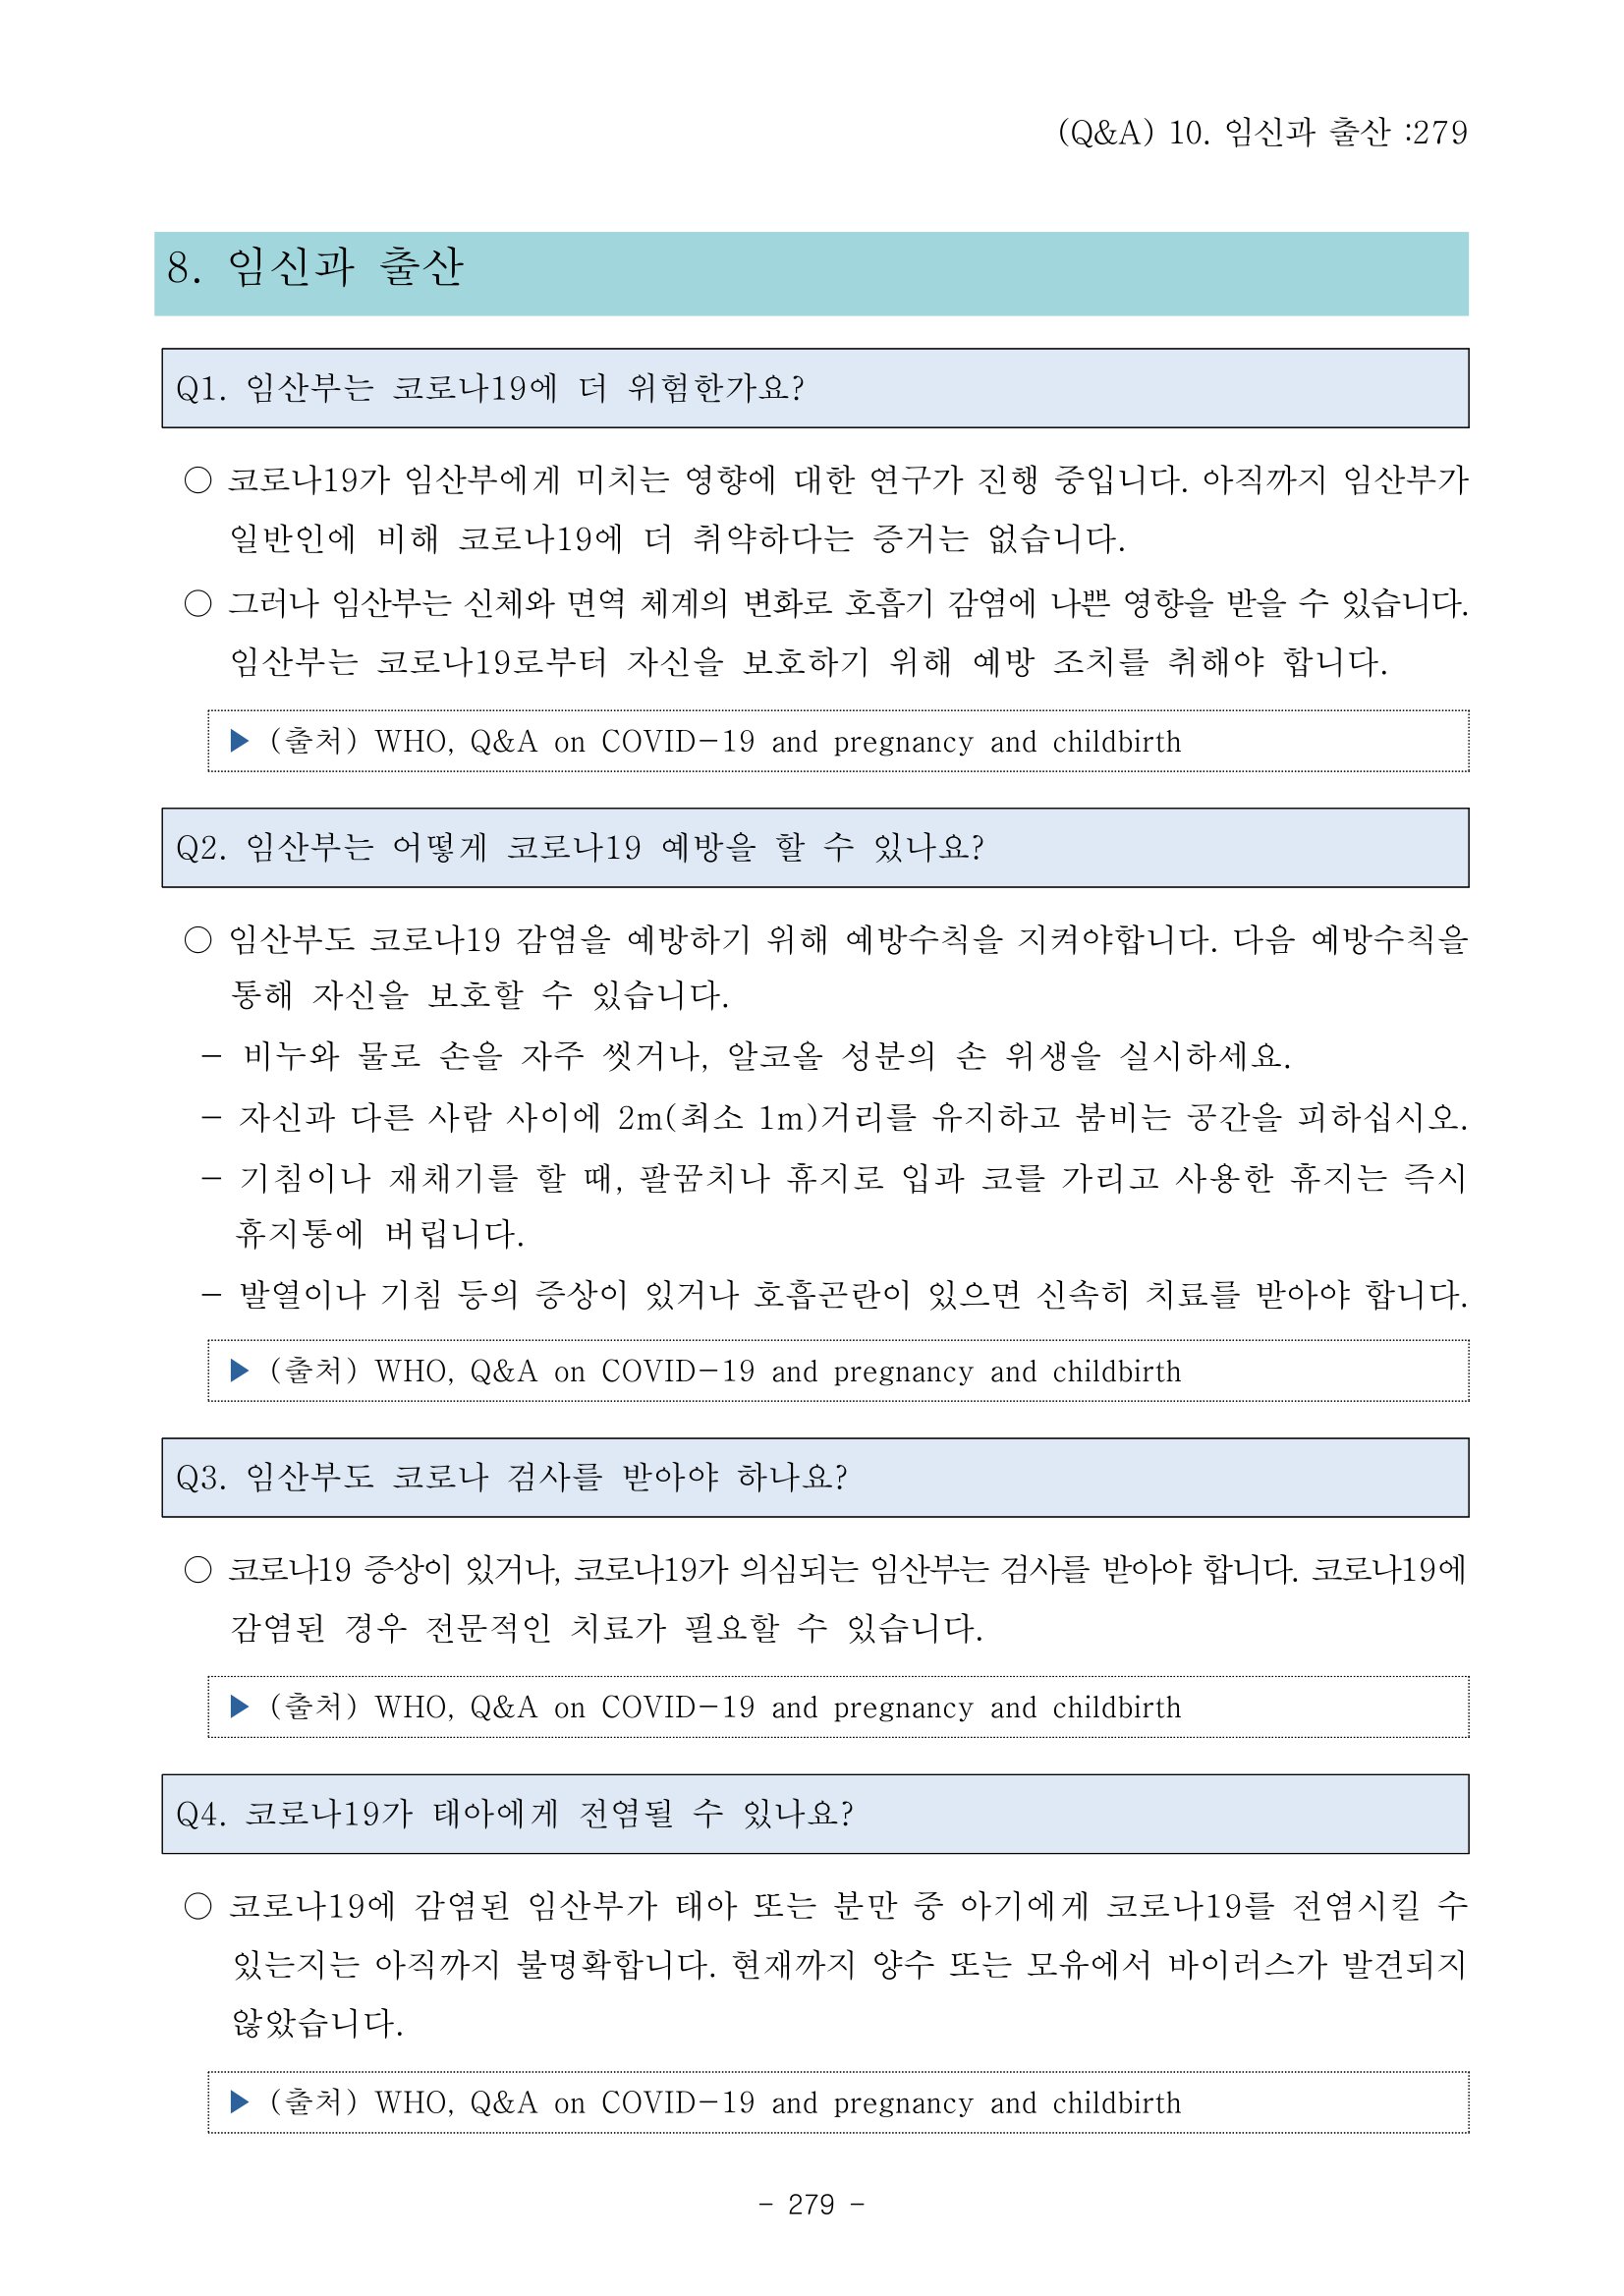 (Q&A) 10. 임신과 출산 :279
8. 임신과 출산
Q1. 임산부는 코로나19에 더 위험한가요?
○ 코로나19가 임산부에게 미치는 영향에 대한 연구가 진행 중입니다. 아직까지 임산부가
일반인에 비해 코로나19에 더 취약하다는 증거는 없습니다.
○ 그러나 임산부는 신체와 면역 체계의 변화로 호흡기 감염에 나쁜 영향을 받을 수 있습니다.
임산부는 코로나19로부터 자신을 보호하기 위해 예방 조치를 취해야 합니다.
▶ (출처) WHO, Q&A on COVID-19 and pregnancy and childbirth
Q2. 임산부는 어떻게 코로나19 예방을 할 수 있나요?
○ 임산부도 코로나19 감염을 예방하기 위해 예방수칙을 지켜야합니다. 다음 예방수칙을
통해 자신을 보호할 수 있습니다.
- 비누와 물로 손을 자주 씻거나, 알코올 성분의 손 위생을 실시하세요.
- 자신과 다른 사람 사이에 2m(최소 1m)거리를 유지하고 붐비는 공간을 피하십시오.
- 기침이나 재채기를 할 때, 팔꿈치나 휴지로 입과 코를 가리고 사용한 휴지는 즉시
휴지통에 버립니다.
- 발열이나 기침 등의 증상이 있거나 호흡곤란이 있으면 신속히 치료를 받아야 합니다.
▶ (출처) WHO, Q&A on COVID-19 and pregnancy and childbirth
Q3. 임산부도 코로나 검사를 받아야 하나요?
○ 코로나19 증상이 있거나, 코로나19가 의심되는 임산부는 검사를 받아야 합니다. 코로나19에
감염된 경우 전문적인 치료가 필요할 수 있습니다.
▶ (출처) WHO, Q&A on COVID-19 and pregnancy and childbirth
Q4. 코로나19가 태아에게 전염될 수 있나요?
○ 코로나19에 감염된 임산부가 태아 또는 분만 중 아기에게 코로나19를 전염시킬 수
있는지는 아직까지 불명확합니다. 현재까지 양수 또는 모유에서 바이러스가 발견되지
않았습니다.
▶ (출처) WHO, Q&A on COVID-19 and pregnancy and childbirth
- 279 -